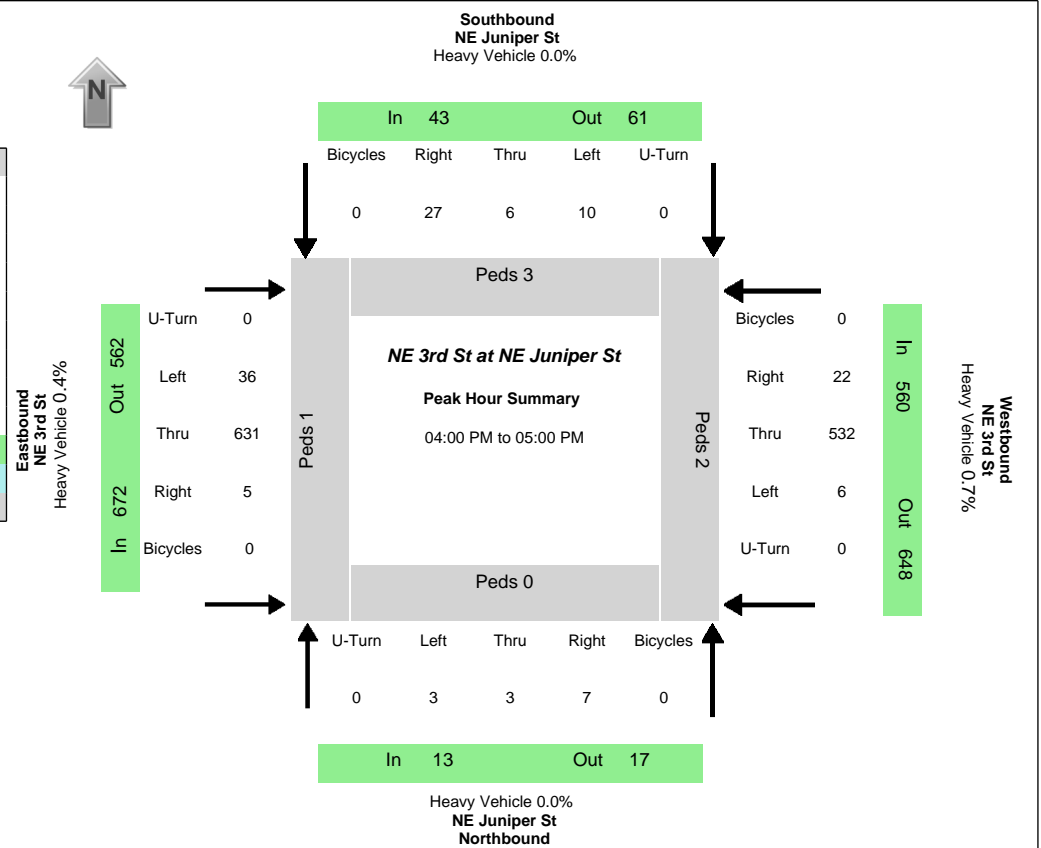 Southbound
NE Juniper St
Heavy Vehicle 0.0%
N
In 43 Out 61
Bicycles Right Thru Left U-Turn
0 27 6 10 0
Peds 3
Eastbound
NE 3rd St
Heavy Vehicle 0.4%
Out 562
In 672
U-Turn 0
Left 36
Thru 631
Right 5
Bicycles 0
Peds 1
NE 3rd St at NE Juniper St
Peak Hour Summary
04:00 PM to 05:00 PM
Peds 2
Bicycles 0
Right 22
Thru 532
Left 6
U-Turn 0
In 560
Out 648
Westbound
NE 3rd St
Heavy Vehicle 0.7%
Peds 0
U-Turn Left Thru Right Bicycles
0 3 3 7 0
In 13 Out 17
Heavy Vehicle 0.0%
NE Juniper St
Northbound